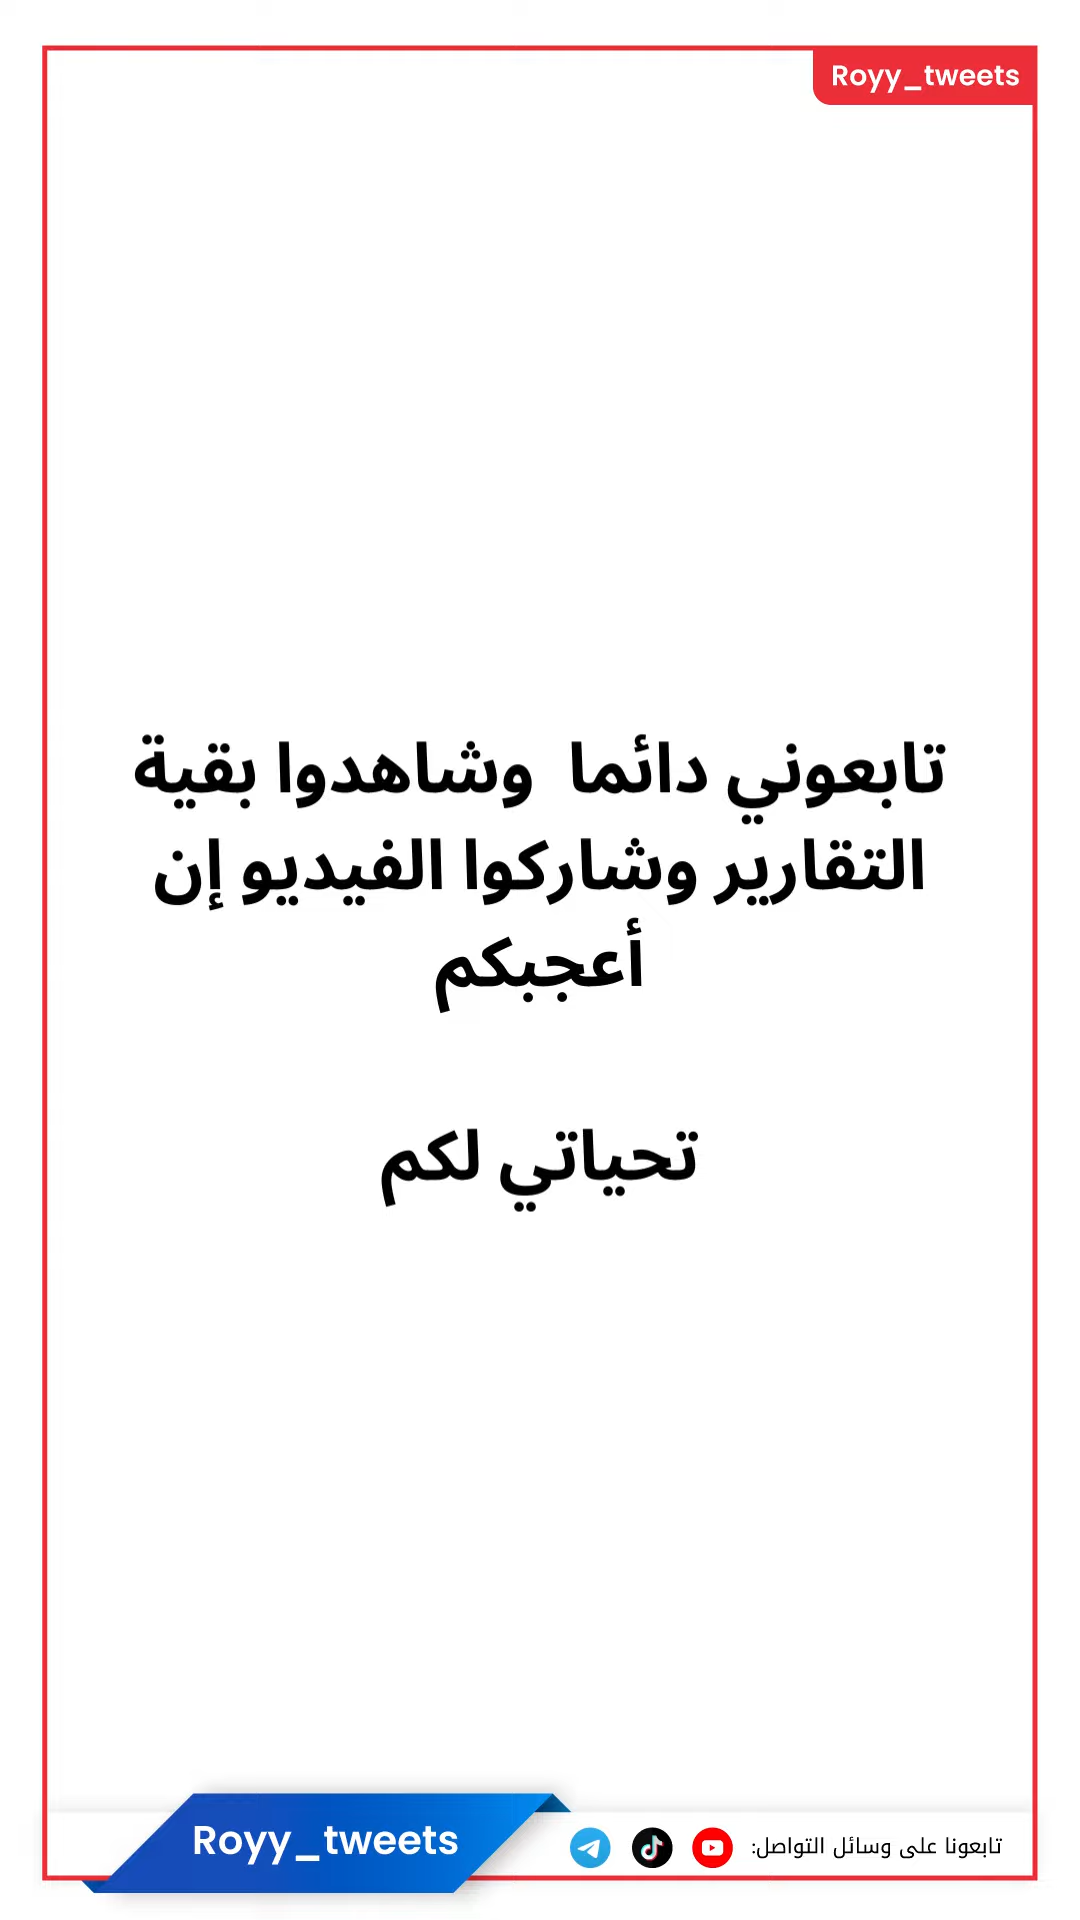 Royy_tweets
تابعوني دائما وشاهدوا بقية
التقارير وشاركوا الفيديو إن
أعجبكم
تحياتي لكم
تابعونا على وسائل التواصل:
Royy_tweets